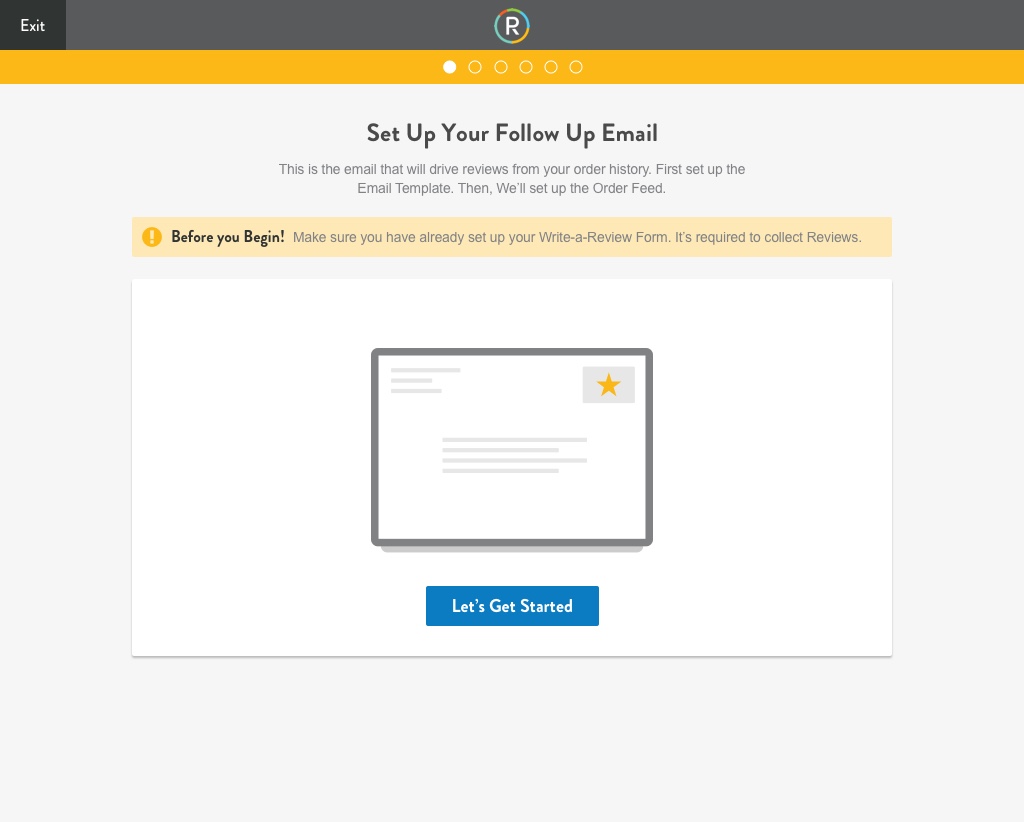 Exit
R
Set Up Your Follow Up Email
This is the email that will drive reviews from your order history. First set up the
Email Template. Then, We’ll set up the Order Feed.
! Before you Begin! Make sure you have already set up your Write-a-Review Form. It’s required to collect Reviews.
Let’s Get Started